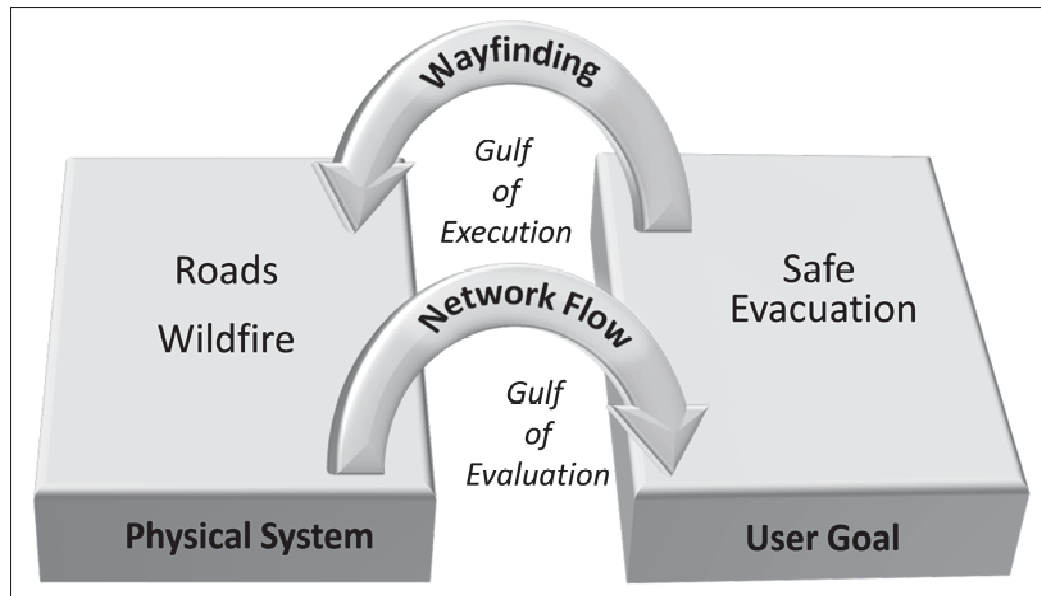 Wayfinding
Gulf
of
Execution
Roads
Wildfire
Safe
Evacuation
Network Flow
Gulf
of
Evaluation
Physical System
User Goal